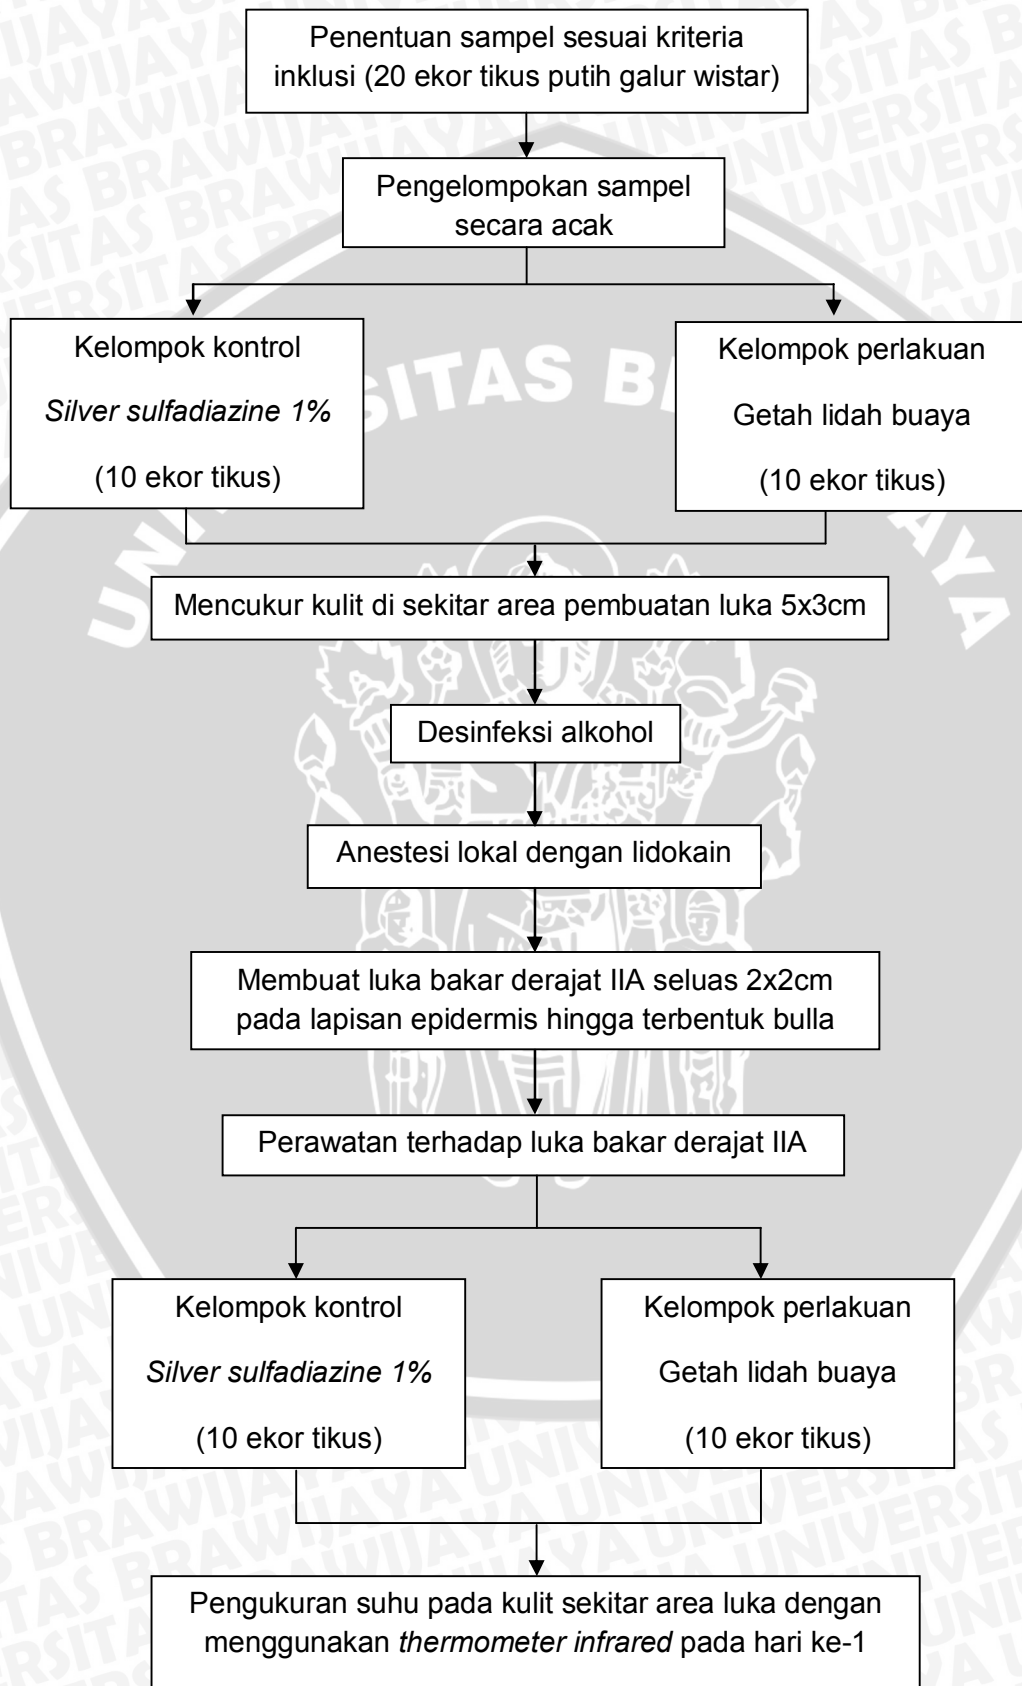 Penentuan sampel sesuai kriteria
inklusi (20 ekor tikus putih galur wistar)
Pengelompokan sampel
secara acak
Kelompok kontrol
Silver sulfadiazine 1%
(10 ekor tikus)
Kelompok perlakuan
Getah lidah buaya
(10 ekor tikus)
Mencukur kulit di sekitar area pembuatan luka 5x3cm
Desinfeksi alkohol
Anestesi lokal dengan lidokain
Membuat luka bakar derajat IIA seluas 2x2cm
pada lapisan epidermis hingga terbentuk bulla
Perawatan terhadap luka bakar derajat IIA
Kelompok kontrol
Silver sulfadiazine 1%
(10 ekor tikus)
Kelompok perlakuan
Getah lidah buaya
(10 ekor tikus)
Pengukuran suhu pada kulit sekitar area luka dengan
menggunakan thermometer infrared pada hari ke-1